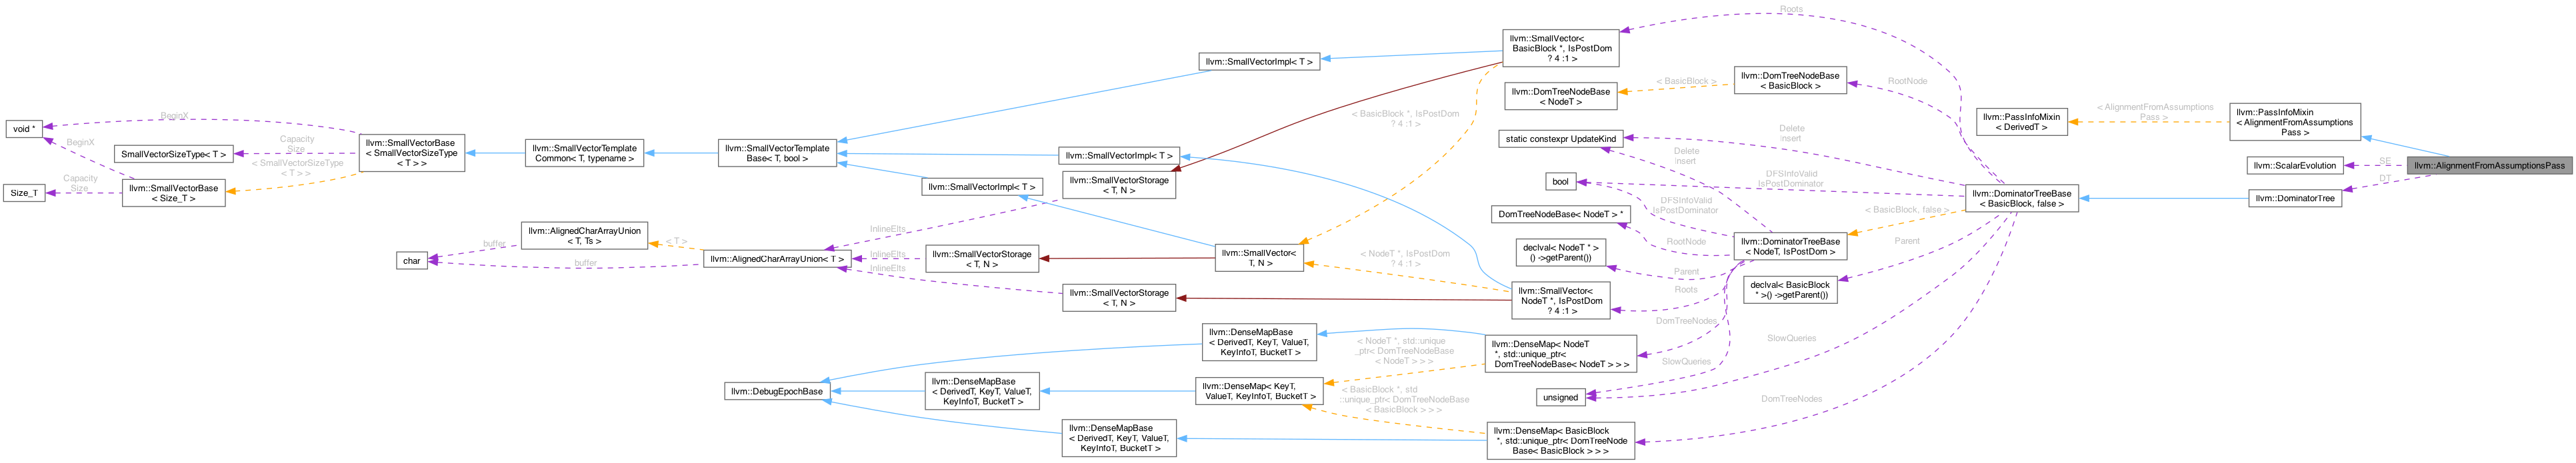 void *
SmallVectorSizeType< T >
Size_T
BeginX
BeginX
Capacity
Size
Capacity
Size
< SmallVectorSizeType
< T > >
llvm::SmallVectorBase
< Size_T >
llvm::SmallVectorBase
< SmallVectorSizeType
< T > >
llvm::SmallVectorTemplate
Common< T, typename >
llvm::SmallVectorTemplate
Base< T, bool >
char
buffer
buffer
llvm::AlignedCharArrayUnion
< T, Ts >
< T >
llvm::AlignedCharArrayUnion< T >
InlineElts
InlineElts
InlineElts
llvm::SmallVectorImpl< T >
llvm::SmallVectorImpl< T >
llvm::SmallVectorImpl< T >
llvm::SmallVectorStorage
< T, N >
llvm::SmallVectorStorage
< T, N >
llvm::SmallVectorStorage
< T, N >
llvm::SmallVector<
T, N >
< BasicBlock *, IsPostDom
? 4 :1 >
< NodeT *, IsPostDom
? 4 :1 >
llvm::SmallVector<
BasicBlock *, IsPostDom
? 4 :1 >
llvm::DomTreeNodeBase
< NodeT >
< BasicBlock >
llvm::DomTreeNodeBase
< BasicBlock >
static constexpr UpdateKind
bool
DomTreeNodeBase< NodeT > *
declval< NodeT * >
() ->getParent())
llvm::SmallVector<
NodeT *, IsPostDom
? 4 :1 >
llvm::DebugEpochBase
llvm::DenseMapBase
< DerivedT, KeyT, ValueT,
KeyInfoT, BucketT >
llvm::DenseMapBase
< DerivedT, KeyT, ValueT,
KeyInfoT, BucketT >
llvm::DenseMapBase
< DerivedT, KeyT, ValueT,
KeyInfoT, BucketT >
llvm::DenseMap< KeyT,
ValueT, KeyInfoT, BucketT >
< NodeT *, std::unique
_ptr< DomTreeNodeBase
< NodeT > > >
< BasicBlock *, std
::unique_ptr< DomTreeNodeBase
< BasicBlock > > >
llvm::DenseMap< NodeT
*, std::unique_ptr<
DomTreeNodeBase< NodeT > > >
unsigned
llvm::DenseMap< BasicBlock
*, std::unique_ptr< DomTreeNode
Base< BasicBlock > > >
Roots
RootNode
Delete
Insert
Delete
Insert
DFSInfoValid
IsPostDominator
DFSInfoValid
IsPostDominator
RootNode
Parent
Roots
DomTreeNodes
SlowQueries
llvm::DominatorTreeBase
< NodeT, IsPostDom >
declval< BasicBlock
* >() ->getParent())
< BasicBlock, false >
Parent
SlowQueries
DomTreeNodes
llvm::DominatorTreeBase
< BasicBlock, false >
llvm::PassInfoMixin
< DerivedT >
< AlignmentFromAssumptions
Pass >
llvm::PassInfoMixin
< AlignmentFromAssumptions
Pass >
llvm::ScalarEvolution
llvm::DominatorTree
SE
DT
llvm::AlignmentFromAssumptionsPass